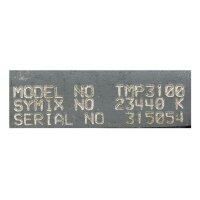 MODEL NO TMP3100
SYMIX NO 23440 K
SERIAL NO 315054